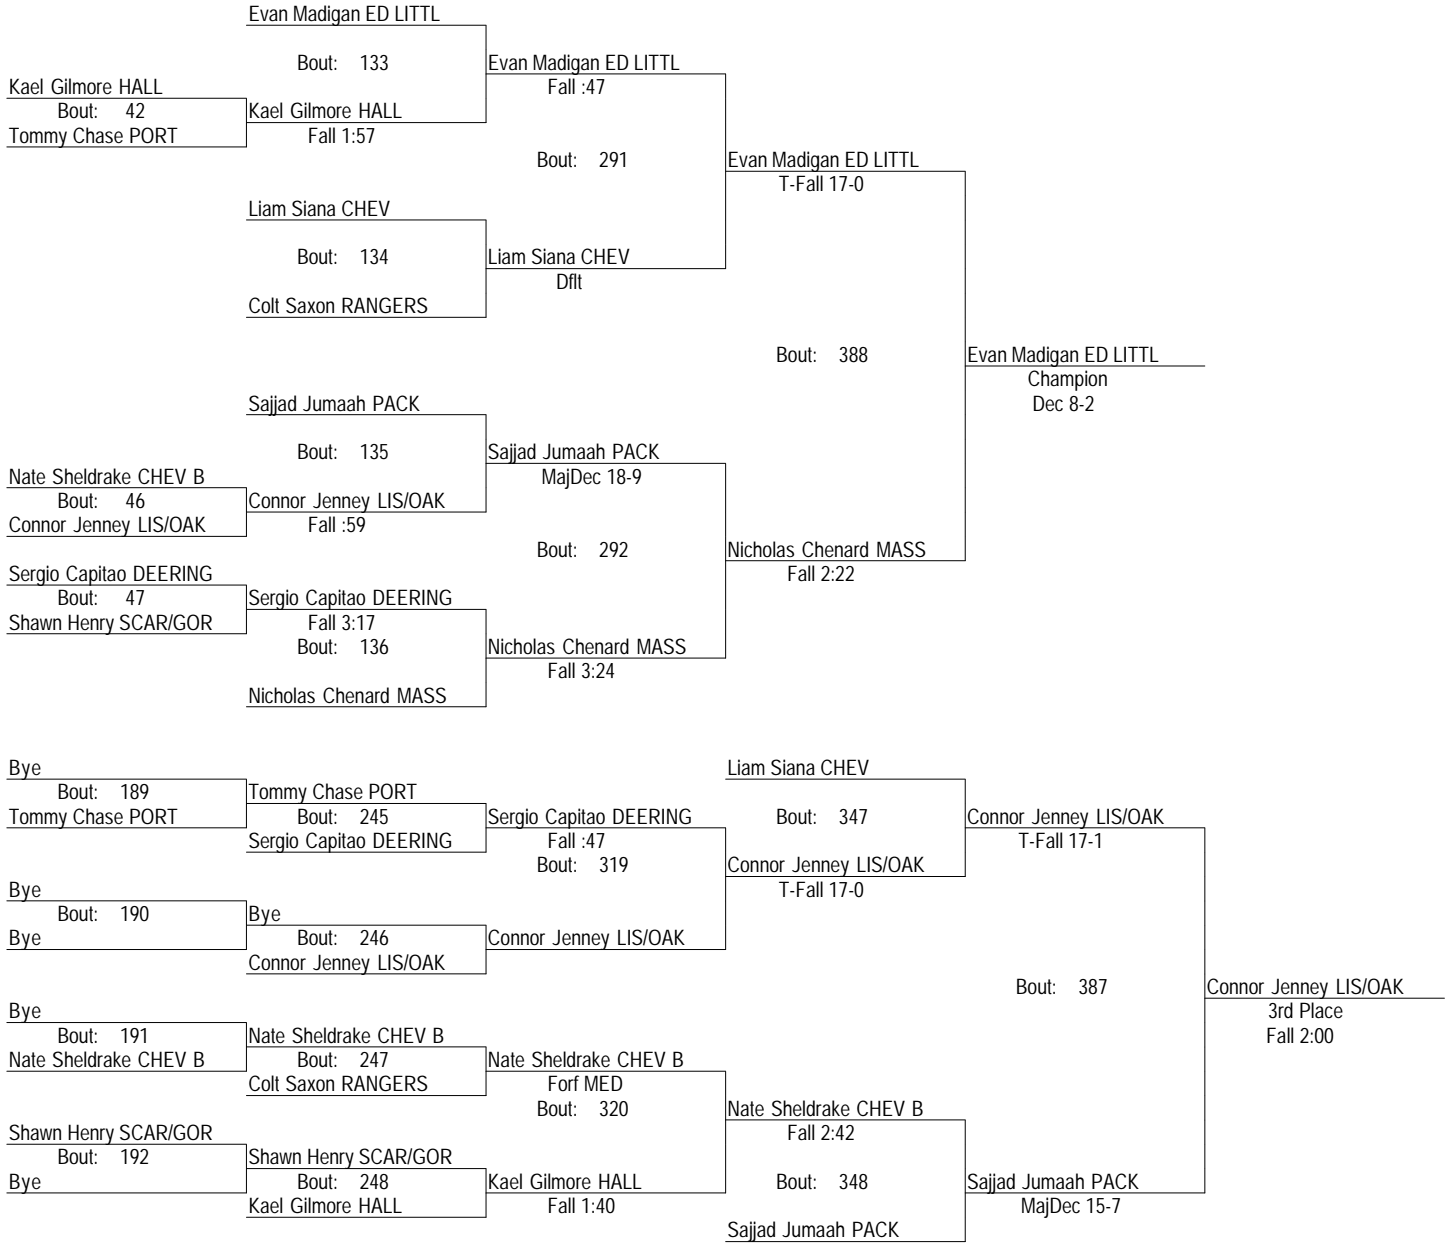 Evan Madigan ED LITTL
Bout: 133
Evan Madigan ED LITTL
Kael Gilmore HALL
Fall :47
Bout: 42
Kael Gilmore HALL
Tommy Chase PORT
Fall 1:57
Bout: 291
Evan Madigan ED LITTL
T-Fall 17-0
Liam Siana CHEV
Bout: 134
Liam Siana CHEV
Dflt
Colt Saxon RANGERS
Bout: 388
Evan Madigan ED LITTL
Champion
Dec 8-2
Sajjad Jumaah PACK
Bout: 135
Sajjad Jumaah PACK
Nate Sheldrake CHEV B
MajDec 18-9
Bout: 46
Connor Jenney LIS/OAK
Connor Jenney LIS/OAK
Fall :59
Bout: 292
Nicholas Chenard MASS
Sergio Capitao DEERING
Fall 2:22
Bout: 47
Sergio Capitao DEERING
Shawn Henry SCAR/GOR
Fall 3:17
Bout: 136
Nicholas Chenard MASS
Fall 3:24
Nicholas Chenard MASS
Bye
Liam Siana CHEV
Bout: 189
Tommy Chase PORT
Tommy Chase PORT
Bout: 245
Sergio Capitao DEERING
Bout: 347
Connor Jenney LIS/OAK
Sergio Capitao DEERING
Fall :47
T-Fall 17-1
Bout: 319
Connor Jenney LIS/OAK
Bye
T-Fall 17-0
Bout: 190
Bye
Bye
Bout: 246
Connor Jenney LIS/OAK
Connor Jenney LIS/OAK
Bout: 387
Connor Jenney LIS/OAK
Bye
3rd Place
Bout: 191
Nate Sheldrake CHEV B
Fall 2:00
Nate Sheldrake CHEV B
Bout: 247
Nate Sheldrake CHEV B
Colt Saxon RANGERS
Forf MED
Bout: 320
Nate Sheldrake CHEV B
Shawn Henry SCAR/GOR
Fall 2:42
Bout: 192
Shawn Henry SCAR/GOR
Bye
Bout: 248
Kael Gilmore HALL
Bout: 348
Sajjad Jumaah PACK
Kael Gilmore HALL
Fall 1:40
MajDec 15-7
Sajjad Jumaah PACK